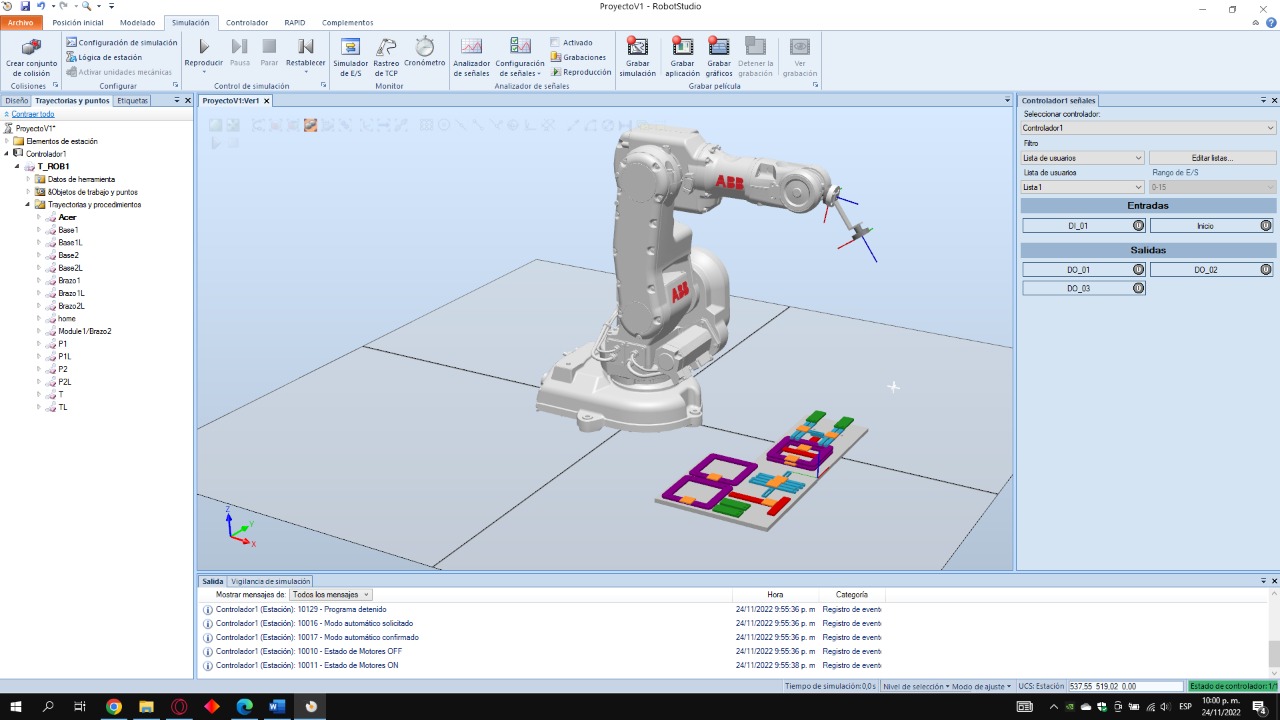 ProyectoV1 - RobotStudio
Archivo Posición inicial Modelado Simulación Controlador RAPID Complementos
Crear conjunto de colisión
Colisiones
Configuración de simulación
Lógica de estación
Activar unidades mecánicas
Configurar
Reproducir Pausa Parar Restablecer
Control de simulación
Simulador de E/S
Rastreo de TCP
Cronómetro
Monitor
Analizador de señales
Configuración de señales
Activado
Grabaciones
Reproducción
Analizador de señales
Grabar simulación
Grabar aplicación
Grabar gráficos
Detener la grabación
Ver grabación
Grabar película
Diseño Trayectorias y puntos Etiquetas
Contraer todo
ProyectoV1*
Elementos de estación
Controlador1
T_ROB1
Datos de herramienta
&Objetos de trabajo y puntos
Trayectorias y procedimientos
Acer
Base1
Base1L
Base2
Base2L
Brazo1
Brazo1L
Brazo2L
home
Module1/Brazo2
P1
P1L
P2
P2L
T
TL
ProyectoV1:Ver1
ABB
ABB
Z
Y
X
Controlador1 señales
Seleccionar controlador:
Controlador1
Filtro
Lista de usuarios Editar listas...
Lista de usuarios Rango de E/S
Lista1 0-15
Entradas
DI_01 0 Inicio 0
Salidas
DO_01 0 DO_02 0
DO_03 0
Salida Vigilancia de simulación
Mostrar mensajes de: Todos los mensajes Hora Categoría
Controlador1 (Estación): 10129 - Programa detenido 24/11/2022 9:55:36 p. m Registro de event
Controlador1 (Estación): 10016 - Modo automático solicitado 24/11/2022 9:55:36 p. m Registro de event
Controlador1 (Estación): 10017 - Modo automático confirmado 24/11/2022 9:55:36 p. m Registro de event
Controlador1 (Estación): 10010 - Estado de Motores OFF 24/11/2022 9:55:36 p. m Registro de event
Controlador1 (Estación): 10011 - Estado de Motores ON 24/11/2022 9:55:38 p. m Registro de event
Tiempo de simulación: 0,0 s Nivel de selección Modo de ajuste UCS: Estación 537,55 519,02 0,00 Estado de controlador: 1/1
ESP
10:00 p. m.
24/11/2022